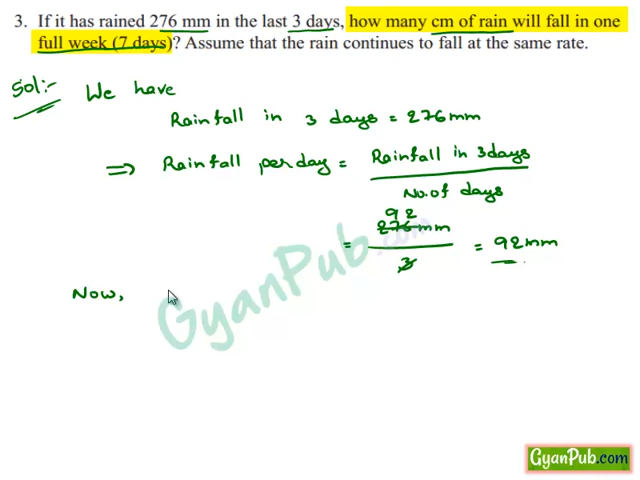 3. If it has rained 276 mm in the last 3 days, how many cm of rain will fall in one
full week (7 days)? Assume that the rain continues to fall at the same rate.
Sol:-
We have
Rainfall in 3 days = 276mm
⇒ Rainfall per day = Rainfall in 3days
No. of days
92
= 276mm = 92mm
3
Now,
GyanPub.com
GyanPub.com